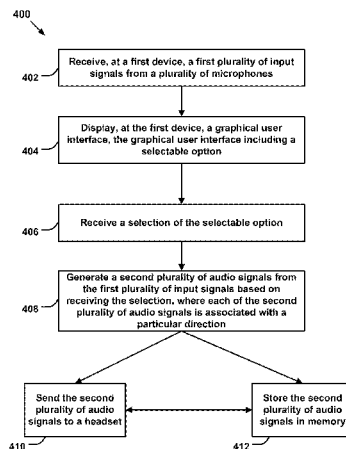 400
Receive, at a first device, a first plurality of input
signals from a plurality of microphones
402
Display, at the first device, a graphical user
interface, the graphical user interface including a
selectable option
404
Receive a selection of the selectable option
406
Generate a second plurality of audio signals from
the first plurality of input signals based on
receiving the selection, where each of the second
plurality of audio signals is associated with a
particular direction
408
Send the second
plurality of audio
signals to a headset
410
Store the second
plurality of audio
signals in memory
412